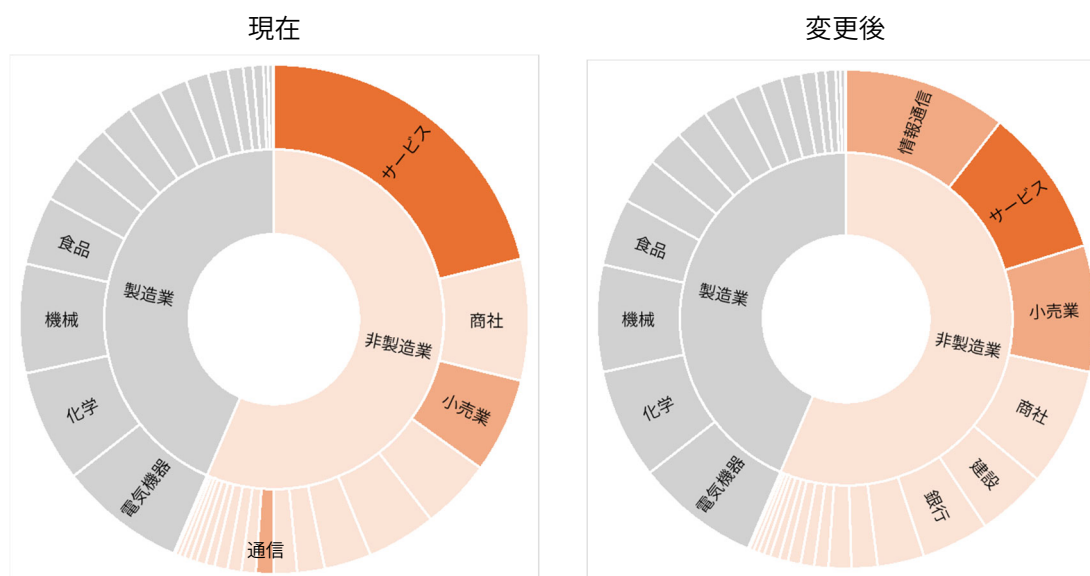 現在
サービス
商社
小売業
通信
電気機器
化学
機械
食品
製造業
非製造業
変更後
情報通信
サービス
小売業
商社
建設
銀行
電気機器
化学
機械
食品
製造業
非製造業